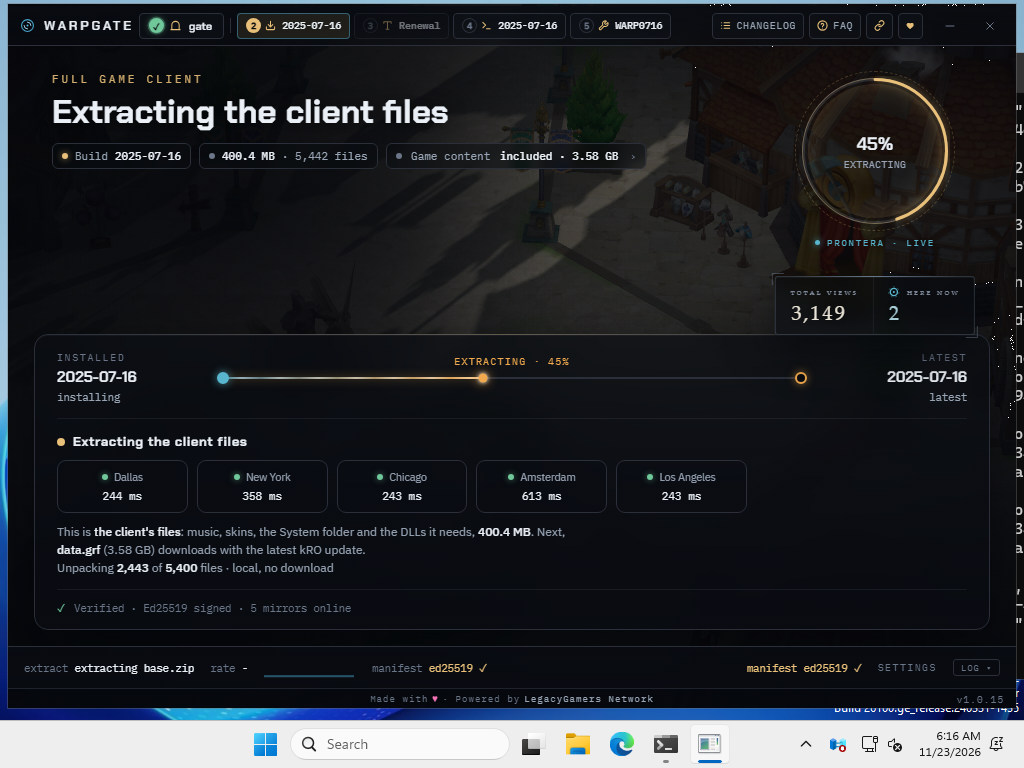 WARPGATE
gate
2 2025-07-16
3 Renewal
4 2025-07-16
5 WARP0716
CHANGELOG
FAQ
FULL GAME CLIENT
Extracting the client files
Build 2025-07-16
400.4 MB · 5,442 files
Game content included · 3.58 GB ›
45%
EXTRACTING
PRONTERA · LIVE
TOTAL VIEWS
3,149
HERE NOW
2
INSTALLED
2025-07-16
installing
EXTRACTING · 45%
LATEST
2025-07-16
latest
Extracting the client files
Dallas
244 ms
New York
358 ms
Chicago
243 ms
Amsterdam
613 ms
Los Angeles
243 ms
This is the client's files: music, skins, the System folder and the DLLs it needs, 400.4 MB. Next,
data.grf (3.58 GB) downloads with the latest kRO update.
Unpacking 2,443 of 5,400 files · local, no download
✓ Verified · Ed25519 signed · 5 mirrors online
extract extracting base.zip rate - manifest ed25519 ✓
manifest ed25519 ✓ SETTINGS LOG
Made with ♥ · Powered by LegacyGamers Network
v1.0.15
Search
6:16 AM
11/23/2026